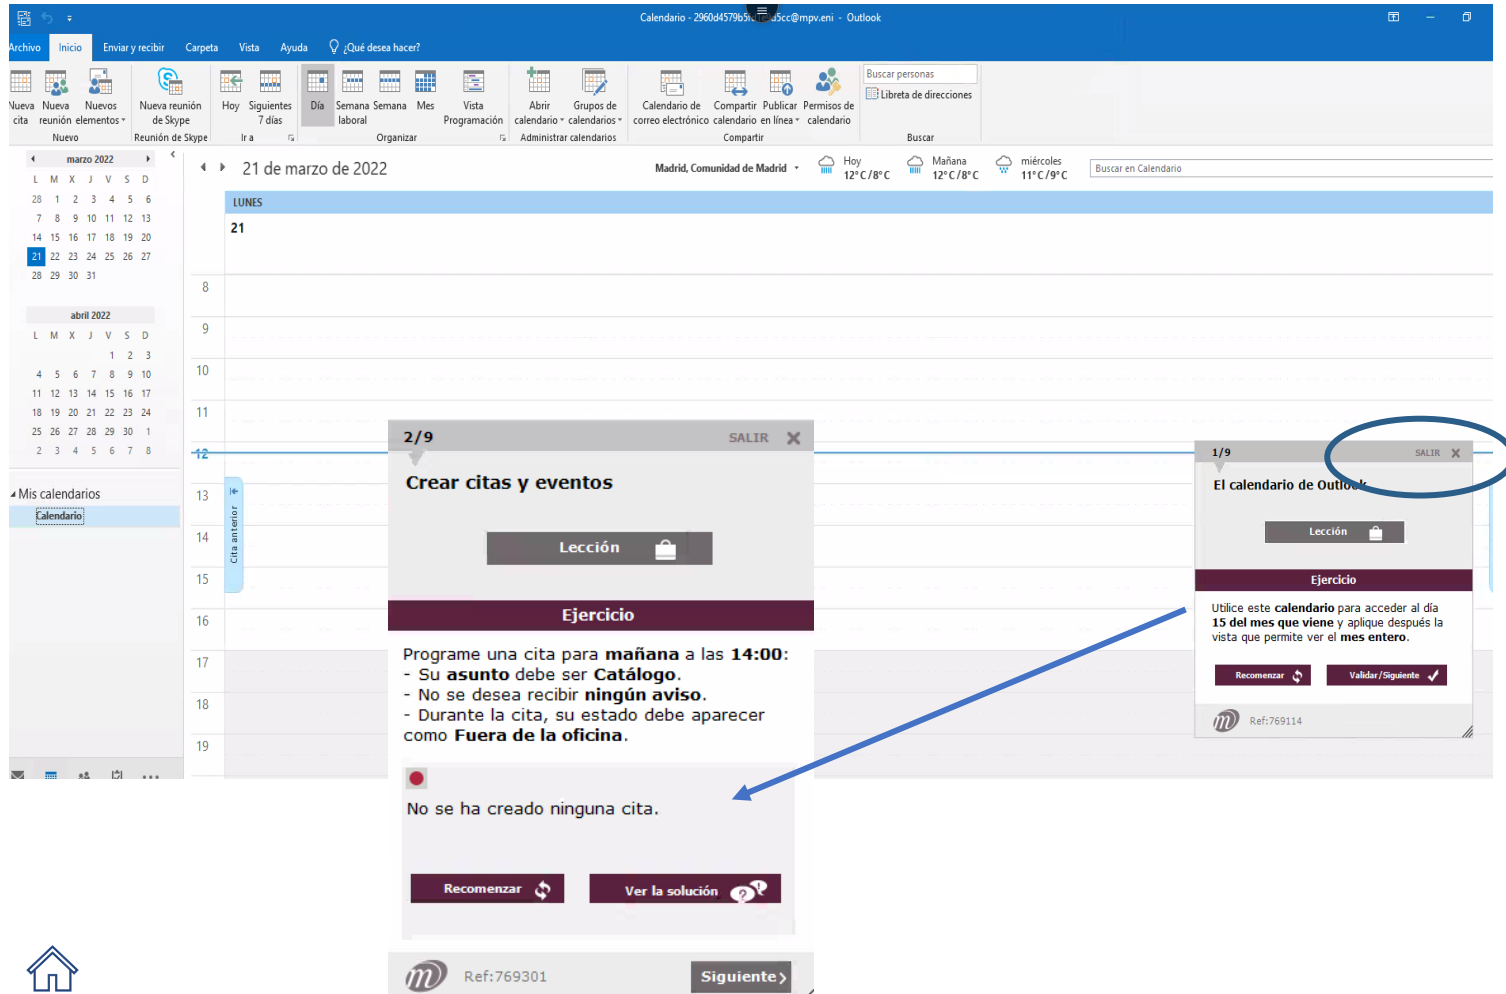 Calendario - 2960d4579b5f
5cc@mpv.eni - Outlook
Archivo Inicio Enviar y recibir Carpeta Vista Ayuda ¿Qué desea hacer?
Nueva cita
Nueva reunión
Nuevos elementos
Nueva reunión de Skype
Hoy
Siguientes 7 días
Día
Semana laboral
Semana
Mes
Vista Programación
Abrir calendario
Grupos de calendarios
Calendario de correo electrónico
Compartir calendario
Publicar en línea
Permisos de calendario
Buscar personas
Libreta de direcciones
Nuevo Reunión de Skype Ir a Organizar Administrar calendarios Compartir Buscar
marzo 2022
L M X J V S D
28 1 2 3 4 5 6
7 8 9 10 11 12 13
14 15 16 17 18 19 20
21 22 23 24 25 26 27
28 29 30 31
abril 2022
L M X J V S D
1 2 3
4 5 6 7 8 9 10
11 12 13 14 15 16 17
18 19 20 21 22 23 24
25 26 27 28 29 30 1
2 3 4 5 6 7 8
Mis calendarios
Calendario
21 de marzo de 2022
Madrid, Comunidad de Madrid
Hoy
12°C/8°C
Mañana
12°C/8°C
miércoles
11°C/9°C
Buscar en Calendario
LUNES
21
8
9
10
11
12
13
14
15
16
17
18
19
Cita anterior
2/9 SALIR
Crear citas y eventos
Lección
Ejercicio
Programe una cita para mañana a las 14:00:
- Su asunto debe ser Catálogo.
- No se desea recibir ningún aviso.
- Durante la cita, su estado debe aparecer
como Fuera de la oficina.
No se ha creado ninguna cita.
Recomenzar Ver la solución
Ref:769301 Siguiente
1/9 SALIR
El calendario de Outlook
Lección
Ejercicio
Utilice este calendario para acceder al día
15 del mes que viene y aplique después la
vista que permite ver el mes entero.
Recomenzar Validar/Siguiente
Ref:769114